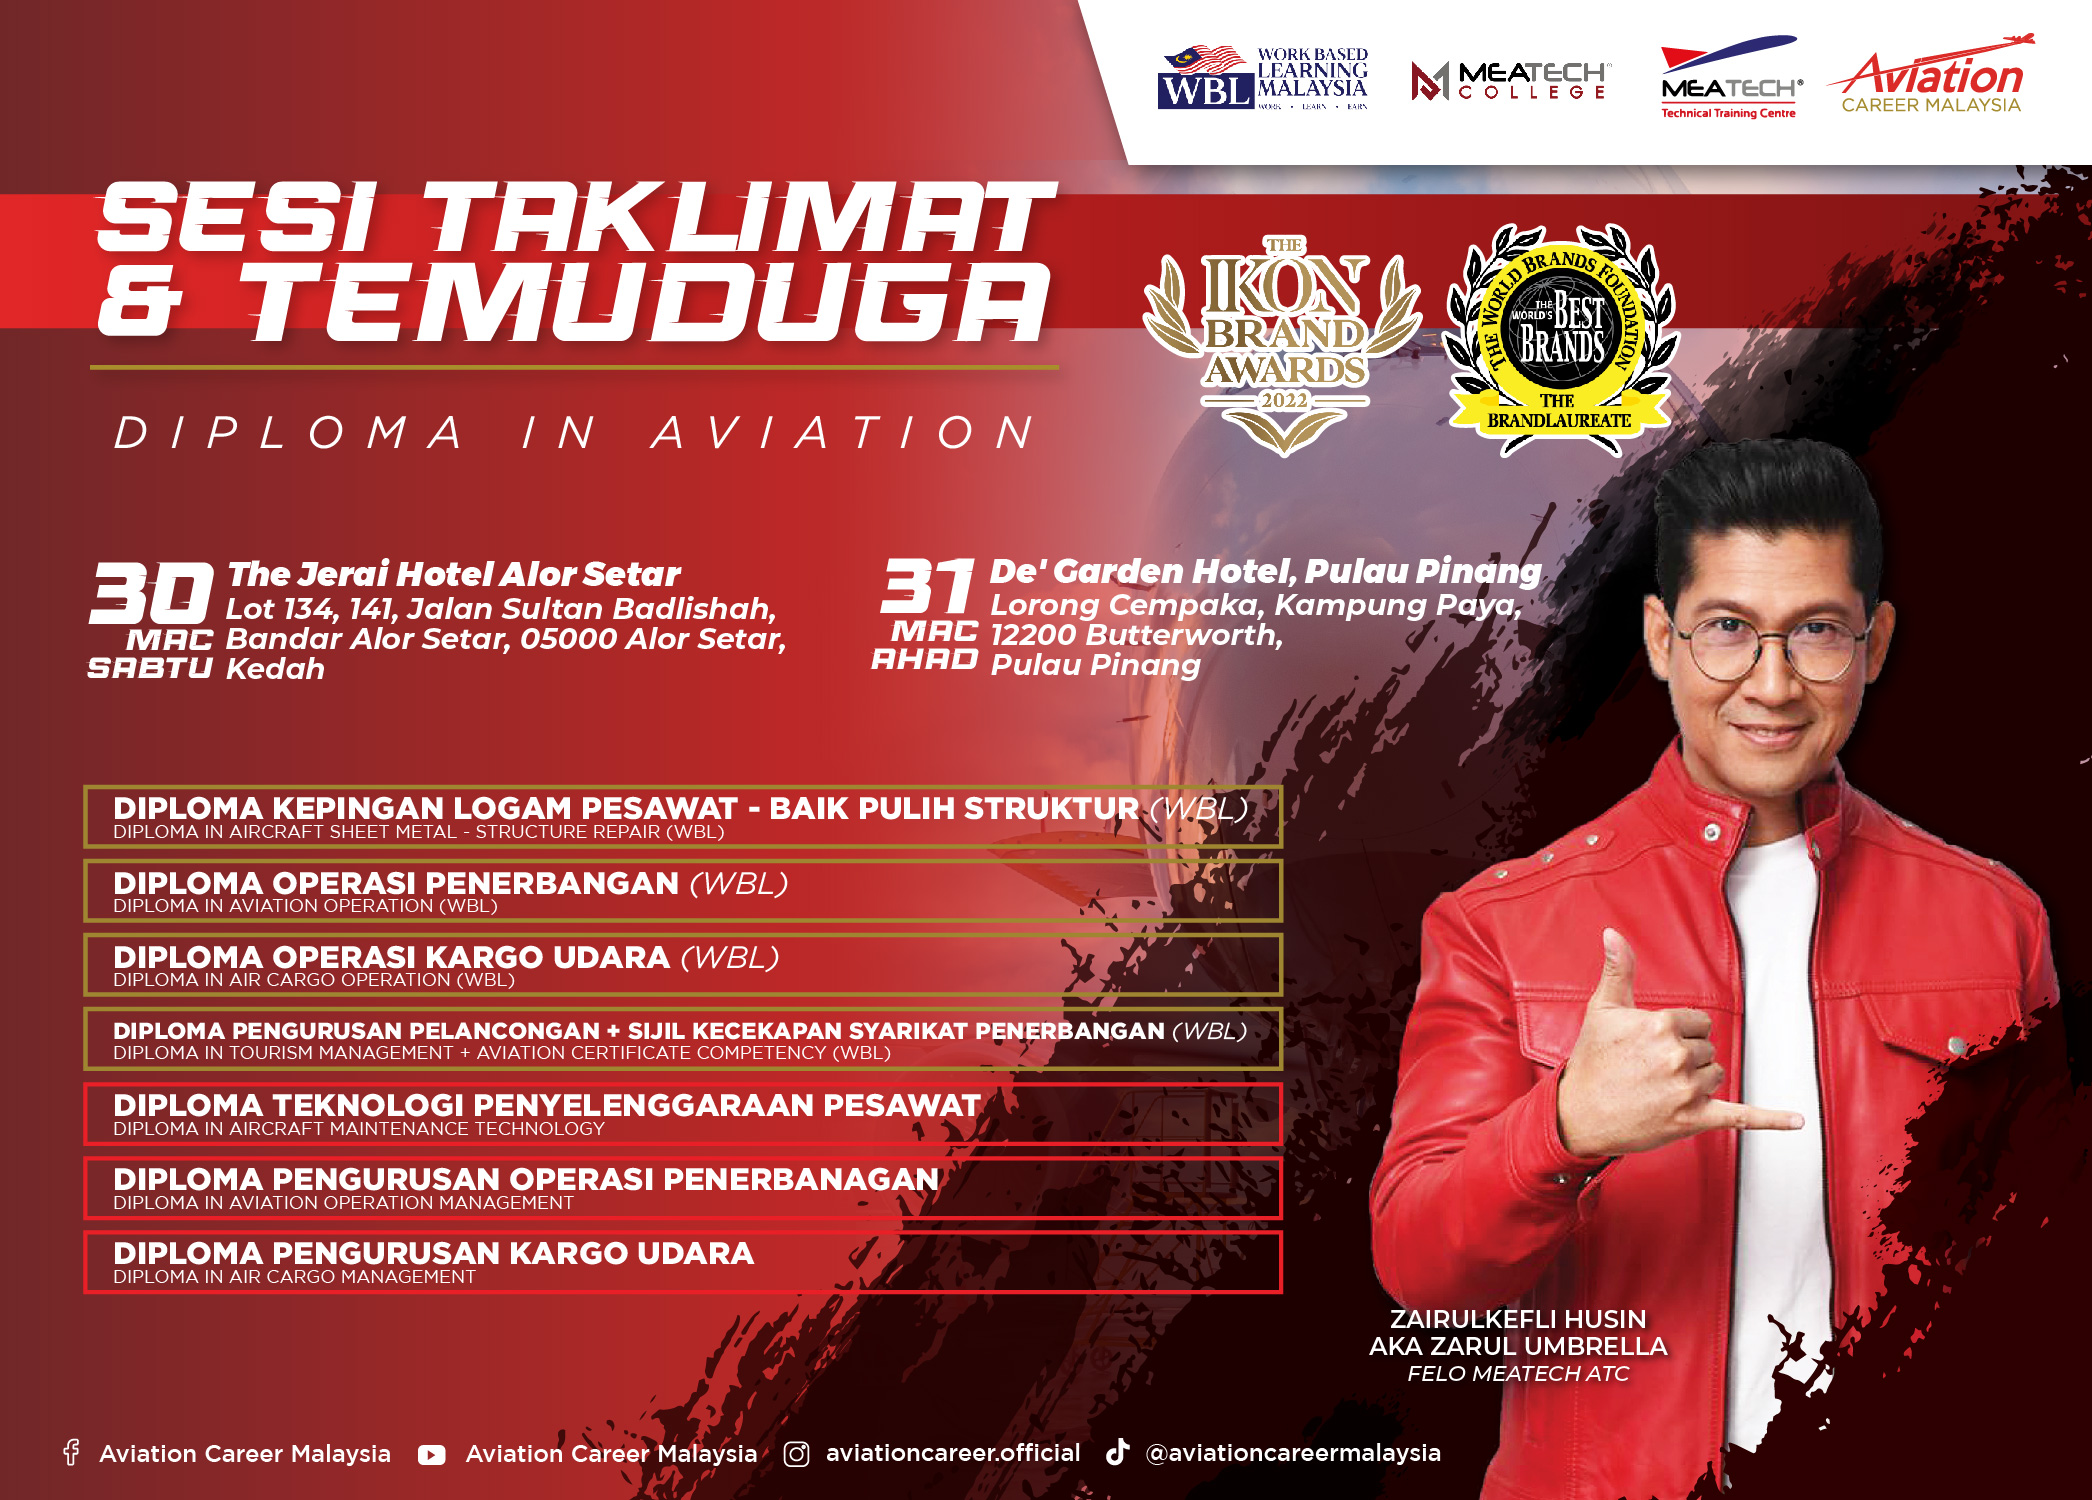 WBL
WORK BASED
LEARNING
MALAYSIA
WORK • LEARN • EARN
MEATECH
COLLEGE
MEATECH®
Technical Training Centre
Aviation
CAREER MALAYSIA
SESI TAKLIMAT
& TEMUDUGA
DIPLOMA IN AVIATION
THE
IKON
BRAND
AWARDS
2022
THE WORLD BRANDS FOUNDATION
THE WORLD'S BEST BRANDS
THE
BRANDLAUREATE
30
MAC
SABTU
The Jerai Hotel Alor Setar
Lot 134, 141, Jalan Sultan Badlishah,
Bandar Alor Setar, 05000 Alor Setar,
Kedah
31
MAC
AHAD
De' Garden Hotel, Pulau Pinang
Lorong Cempaka, Kampung Paya,
12200 Butterworth,
Pulau Pinang
DIPLOMA KEPINGAN LOGAM PESAWAT - BAIK PULIH STRUKTUR (WBL)
DIPLOMA IN AIRCRAFT SHEET METAL - STRUCTURE REPAIR (WBL)
DIPLOMA OPERASI PENERBANGAN (WBL)
DIPLOMA IN AVIATION OPERATION (WBL)
DIPLOMA OPERASI KARGO UDARA (WBL)
DIPLOMA IN AIR CARGO OPERATION (WBL)
DIPLOMA PENGURUSAN PELANCONGAN + SIJIL KECEKAPAN SYARIKAT PENERBANGAN (WBL)
DIPLOMA IN TOURISM MANAGEMENT + AVIATION CERTIFICATE COMPETENCY (WBL)
DIPLOMA TEKNOLOGI PENYELENGGARAAN PESAWAT
DIPLOMA IN AIRCRAFT MAINTENANCE TECHNOLOGY
DIPLOMA PENGURUSAN OPERASI PENERBANAGAN
DIPLOMA IN AVIATION OPERATION MANAGEMENT
DIPLOMA PENGURUSAN KARGO UDARA
DIPLOMA IN AIR CARGO MANAGEMENT
ZAIRULKEFLI HUSIN
AKA ZARUL UMBRELLA
FELO MEATECH ATC
Aviation Career Malaysia
Aviation Career Malaysia
aviationcareer.official
@aviationcareermalaysia